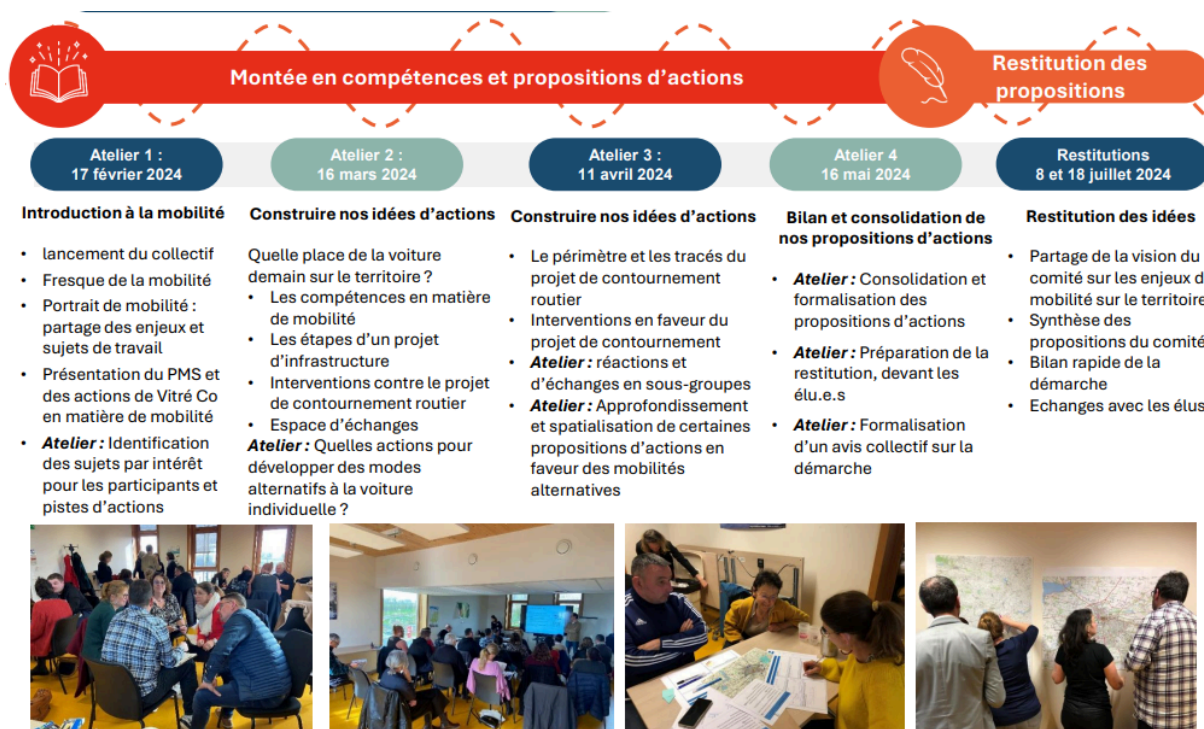 Montée en compétences et propositions d'actions
Restitution des
propositions
Atelier 1 :
17 février 2024
Atelier 2 :
16 mars 2024
Atelier 3 :
11 avril 2024
Atelier 4
16 mai 2024
Restitutions
8 et 18 juillet 2024
Introduction à la mobilité
• lancement du collectif
• Fresque de la mobilité
• Portrait de mobilité :
partage des enjeux et
sujets de travail
• Présentation du PMS et
des actions de Vitré Co
en matière de mobilité
• Atelier : Identification
des sujets par intérêt
pour les participants et
pistes d'actions
Construire nos idées d'actions
Quelle place de la voiture
demain sur le territoire ?
• Les compétences en matière
de mobilité
• Les étapes d'un projet
d'infrastructure
• Interventions contre le projet
de contournement routier
• Espace d'échanges
Atelier : Quelles actions pour
développer des modes
alternatifs à la voiture
individuelle ?
Construire nos idées d'actions
• Le périmètre et les tracés du
projet de contournement
routier
• Interventions en faveur du
projet de contournement
• Atelier : réactions et
d'échanges en sous-groupes
• Atelier : Approfondissement
et spatialisation de certaines
propositions d'actions en
faveur des mobilités
alternatives
Bilan et consolidation de
nos propositions d'actions
• Atelier : Consolidation et
formalisation des
propositions d'actions
• Atelier : Préparation de la
restitution, devant les
élu.e.s
• Atelier : Formalisation
d'un avis collectif sur la
démarche
Restitution des idées
• Partage de la vision du
comité sur les enjeux d
mobilité sur le territoire
• Synthèse des
propositions du comité
• Bilan rapide de la
démarche
• Echanges avec les élus